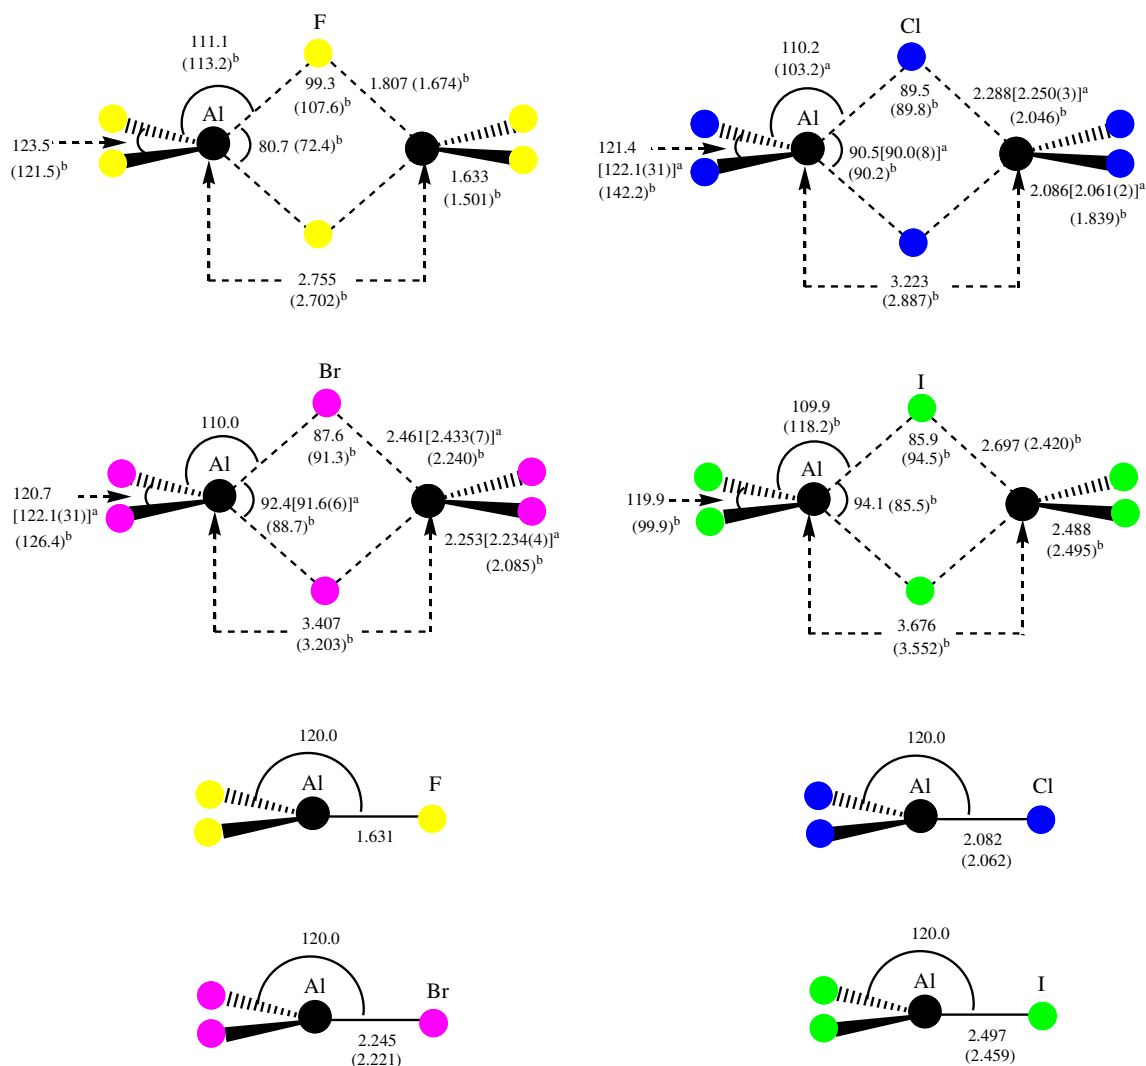 F
111.1
(113.2)ᵇ
99.3
(107.6)ᵇ
1.807 (1.674)ᵇ
Al
80.7 (72.4)ᵇ
123.5
(121.5)ᵇ
1.633
(1.501)ᵇ
2.755
(2.702)ᵇ
Cl
110.2
(103.2)ᵃ
89.5
(89.8)ᵇ
2.288[2.250(3)]ᵃ
(2.046)ᵇ
Al
90.5[90.0(8)]ᵃ
(90.2)ᵇ
121.4
[122.1(31)]ᵃ
(142.2)ᵇ
2.086[2.061(2)]ᵃ
(1.839)ᵇ
3.223
(2.887)ᵇ
Br
110.0
87.6
(91.3)ᵇ
2.461[2.433(7)]ᵃ
(2.240)ᵇ
Al
92.4[91.6(6)]ᵃ
(88.7)ᵇ
120.7
[122.1(31)]ᵃ
(126.4)ᵇ
2.253[2.234(4)]ᵃ
(2.085)ᵇ
3.407
(3.203)ᵇ
I
109.9
(118.2)ᵇ
85.9
(94.5)ᵇ
2.697 (2.420)ᵇ
Al
94.1 (85.5)ᵇ
119.9
(99.9)ᵇ
2.488
(2.495)ᵇ
3.676
(3.552)ᵇ
120.0
Al
F
1.631
120.0
Al
Cl
2.082
(2.062)
120.0
Al
Br
2.245
(2.221)
120.0
Al
I
2.497
(2.459)